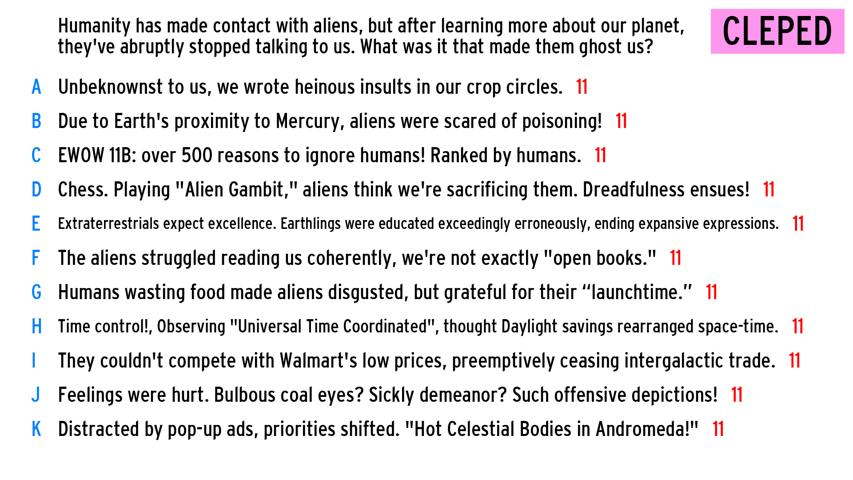 Humanity has made contact with aliens, but after learning more about our planet,
they've abruptly stopped talking to us. What was it that made them ghost us?
CLEPED
A Unbeknownst to us, we wrote heinous insults in our crop circles. 11
B Due to Earth's proximity to Mercury, aliens were scared of poisoning! 11
C EWOW 11B: over 500 reasons to ignore humans! Ranked by humans. 11
D Chess. Playing "Alien Gambit," aliens think we're sacrificing them. Dreadfulness ensues! 11
E Extraterrestrials expect excellence. Earthlings were educated exceedingly erroneously, ending expansive expressions. 11
F The aliens struggled reading us coherently, we're not exactly "open books." 11
G Humans wasting food made aliens disgusted, but grateful for their “launchtime.” 11
H Time control!, Observing "Universal Time Coordinated", thought Daylight savings rearranged space-time. 11
I They couldn't compete with Walmart's low prices, preemptively ceasing intergalactic trade. 11
J Feelings were hurt. Bulbous coal eyes? Sickly demeanor? Such offensive depictions! 11
K Distracted by pop-up ads, priorities shifted. "Hot Celestial Bodies in Andromeda!" 11